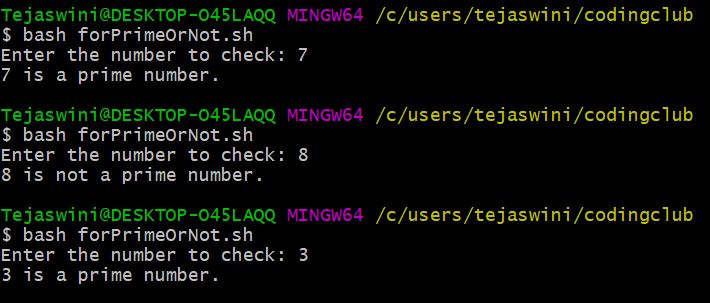 Tejaswini@DESKTOP-O45LAQQ MINGW64 /c/users/tejaswini/codingclub
$ bash forPrimeOrNot.sh
Enter the number to check: 7
7 is a prime number.
Tejaswini@DESKTOP-O45LAQQ MINGW64 /c/users/tejaswini/codingclub
$ bash forPrimeOrNot.sh
Enter the number to check: 8
8 is not a prime number.
Tejaswini@DESKTOP-O45LAQQ MINGW64 /c/users/tejaswini/codingclub
$ bash forPrimeOrNot.sh
Enter the number to check: 3
3 is a prime number.